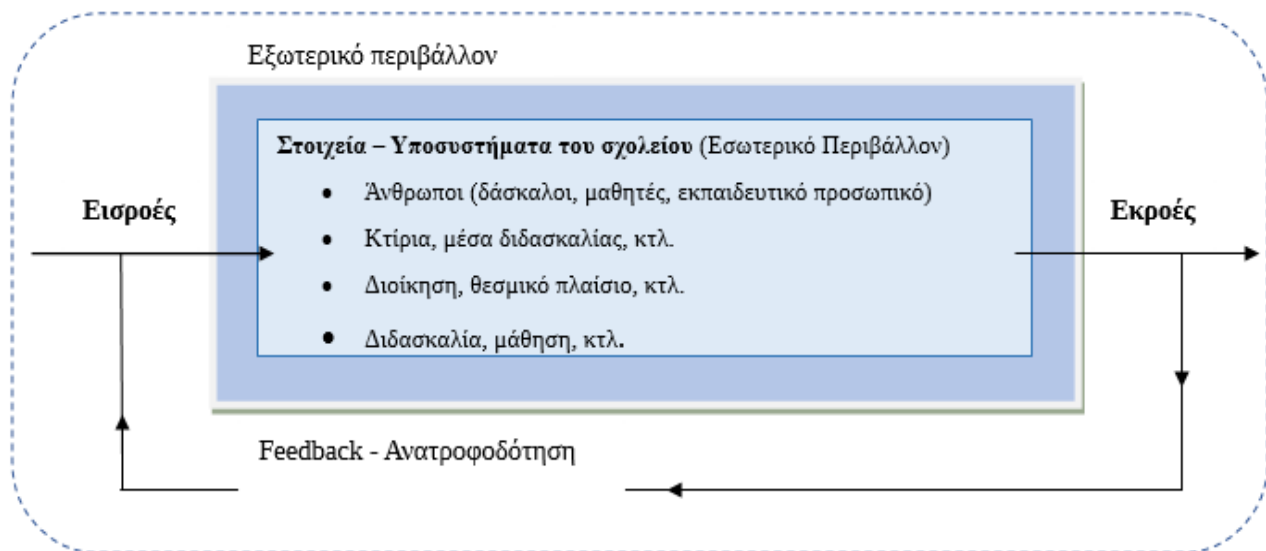 Εξωτερικό περιβάλλον
Στοιχεία – Υποσυστήματα του σχολείου (Εσωτερικό Περιβάλλον)
• Άνθρωποι (δάσκαλοι, μαθητές, εκπαιδευτικό προσωπικό)
Εισροές
Εκροές
• Κτίρια, μέσα διδασκαλίας, κτλ.
• Διοίκηση, θεσμικό πλαίσιο, κτλ.
• Διδασκαλία, μάθηση, κτλ.
Feedback - Ανατροφοδότηση